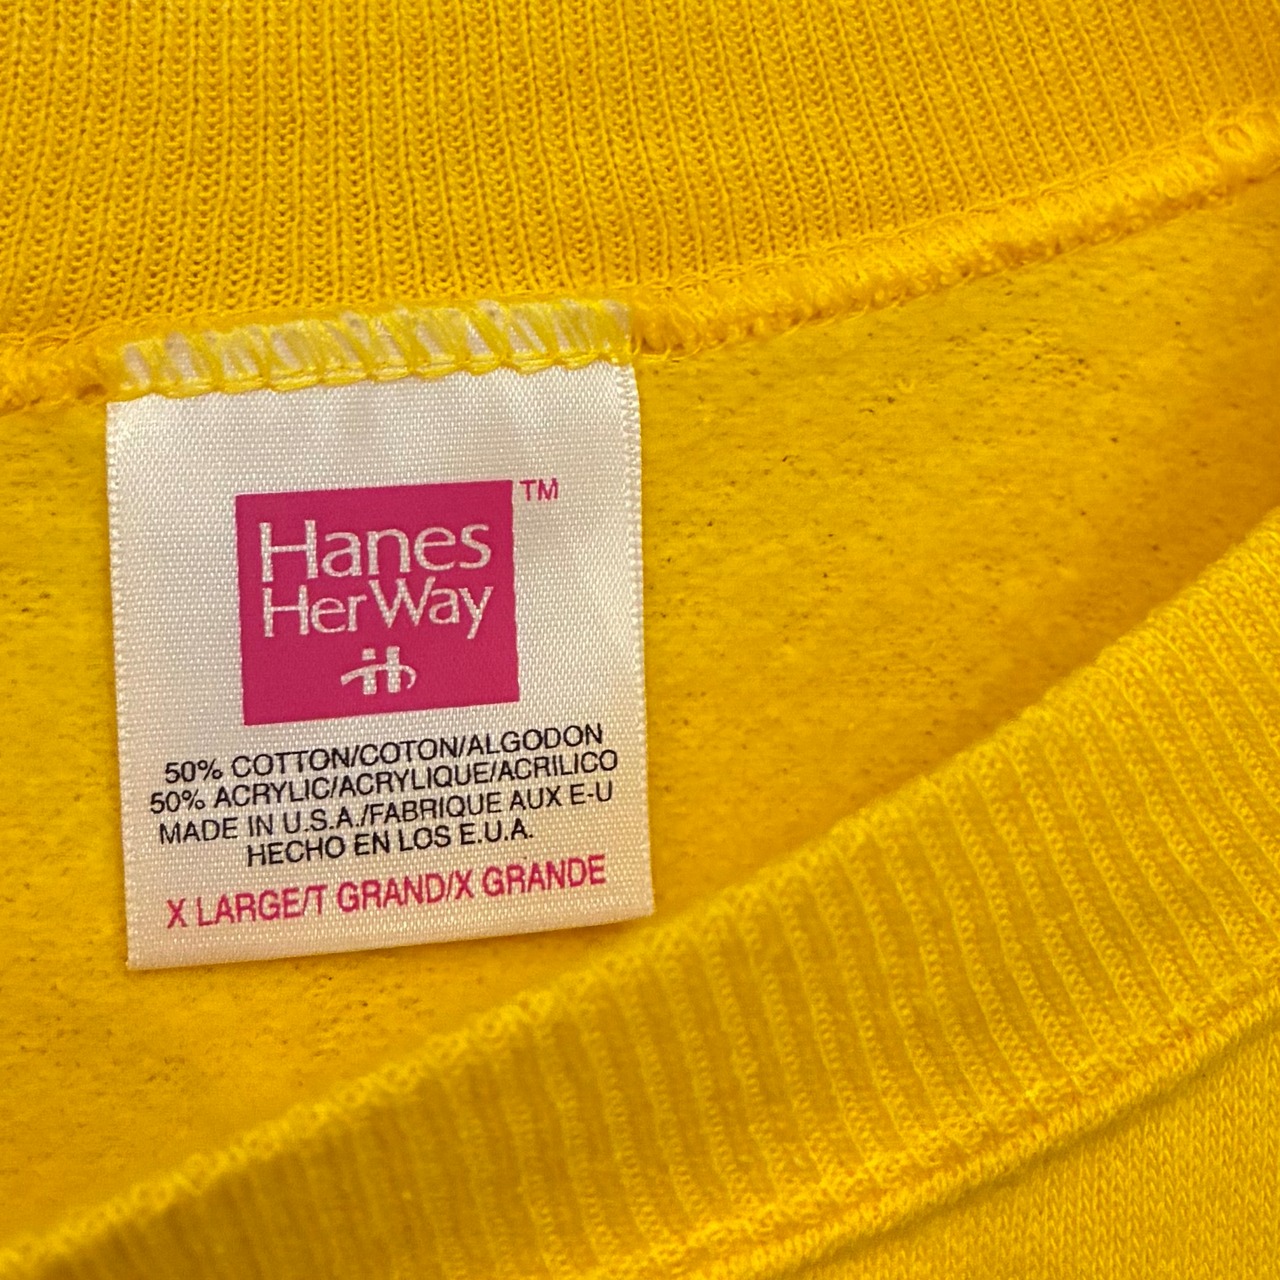 TM
Hanes
HerWay
50% COTTON/COTON/ALGODON
50% ACRYLIC/ACRYLIQUE/ACRILICO
MADE IN U.S.A./FABRIQUE AUX E-U
HECHO EN LOS E.U.A.
X LARGE/T GRAND/X GRANDE